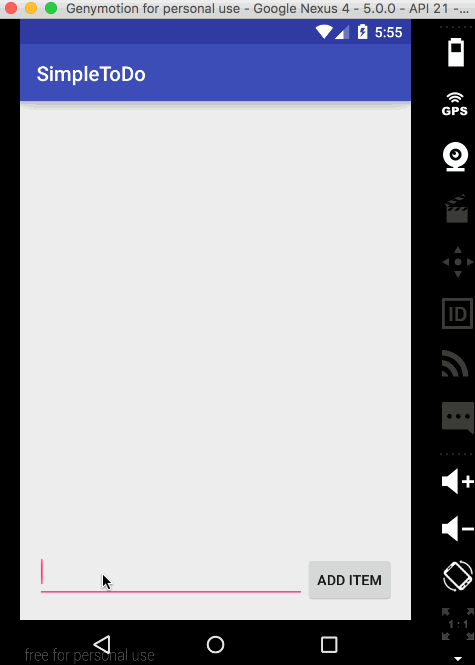 Genymotion for personal use - Google Nexus 4 - 5.0.0 - API 21 -...
5:55
SimpleToDo
GPS
ID
ADD ITEM
1:1
free for personal use